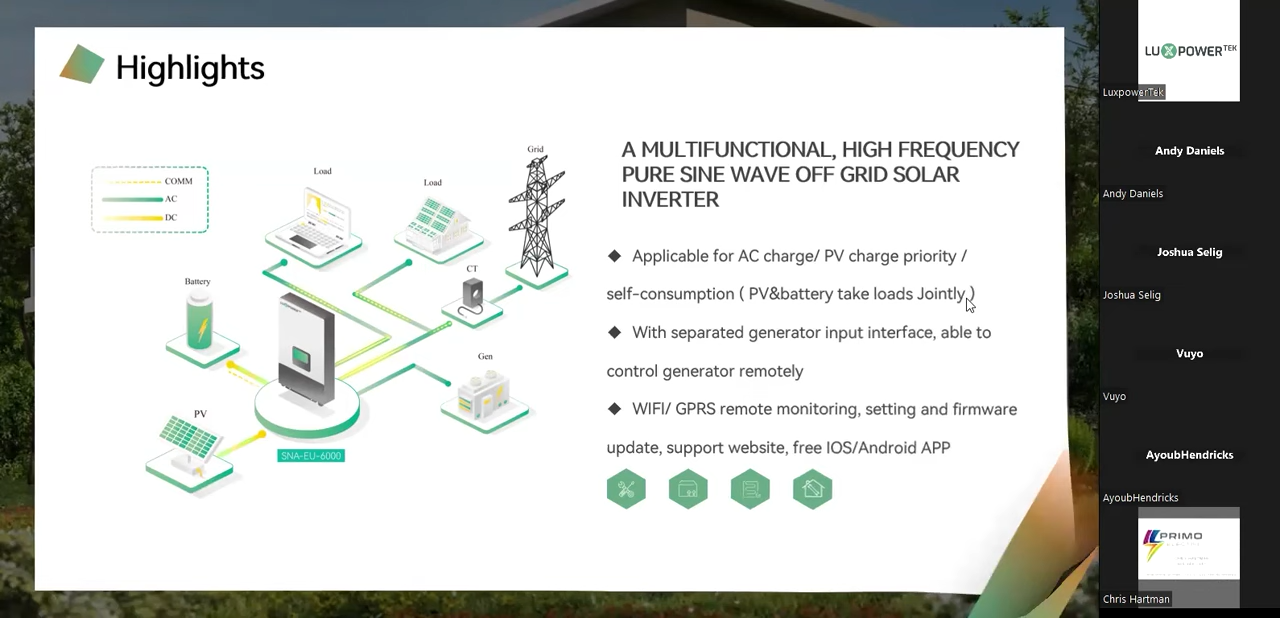 Highlights
COMM
AC
DC
Load
Load
Grid
CT
Battery
Gen
PV
SNA-EU-6000
A MULTIFUNCTIONAL, HIGH FREQUENCY
PURE SINE WAVE OFF GRID SOLAR
INVERTER
◆ Applicable for AC charge/ PV charge priority /
self-consumption ( PV&battery take loads Jointly )
◆ With separated generator input interface, able to
control generator remotely
◆ WIFI/ GPRS remote monitoring, setting and firmware
update, support website, free IOS/Android APP
LUXPOWERTEK
LuxpowerTek
Andy Daniels
Andy Daniels
Joshua Selig
Joshua Selig
Vuyo
Vuyo
AyoubHendricks
AyoubHendricks
PRIMO
Chris Hartman